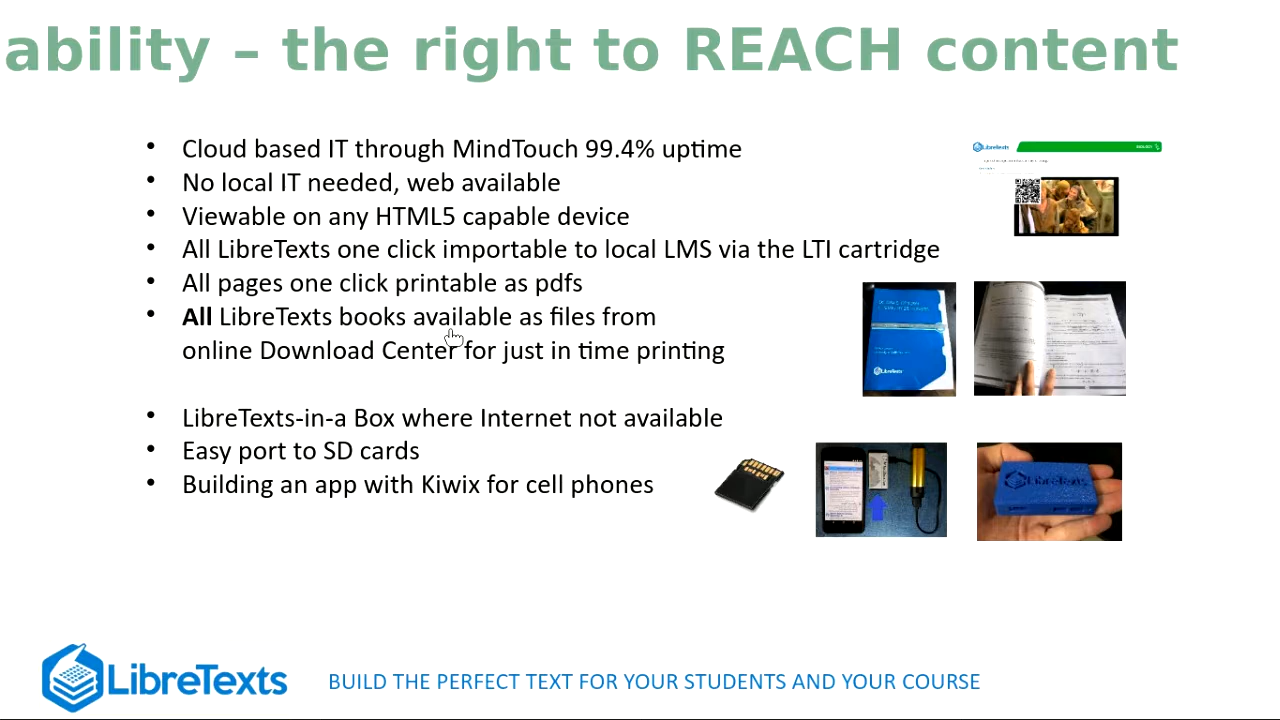 ability – the right to REACH content
• Cloud based IT through MindTouch 99.4% uptime
• No local IT needed, web available
• Viewable on any HTML5 capable device
• All LibreTexts one click importable to local LMS via the LTI cartridge
• All pages one click printable as pdfs
• All LibreTexts books available as files from
online Download Center for just in time printing
• LibreTexts-in-a Box where Internet not available
• Easy port to SD cards
• Building an app with Kiwix for cell phones
LibreTexts
LibreTexts
LibreTexts
LibreTexts
BUILD THE PERFECT TEXT FOR YOUR STUDENTS AND YOUR COURSE